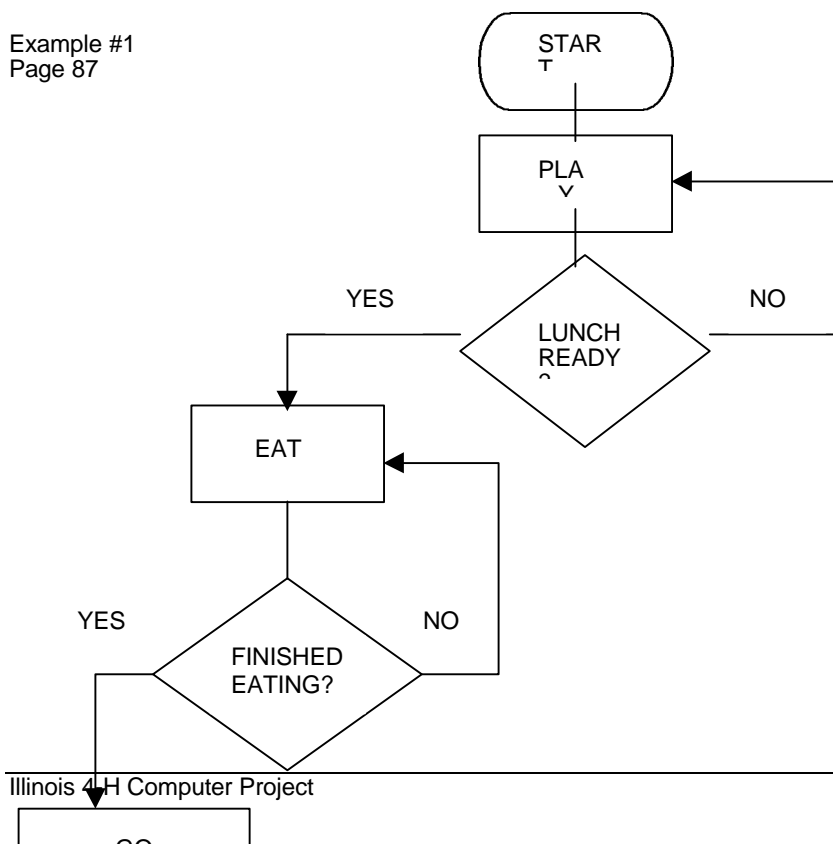 Example #1
Page 87
STAR
T
PLA
Y
YES
NO
LUNCH
READY
EAT
YES
NO
FINISHED
EATING?
Illinois 4-H Computer Project